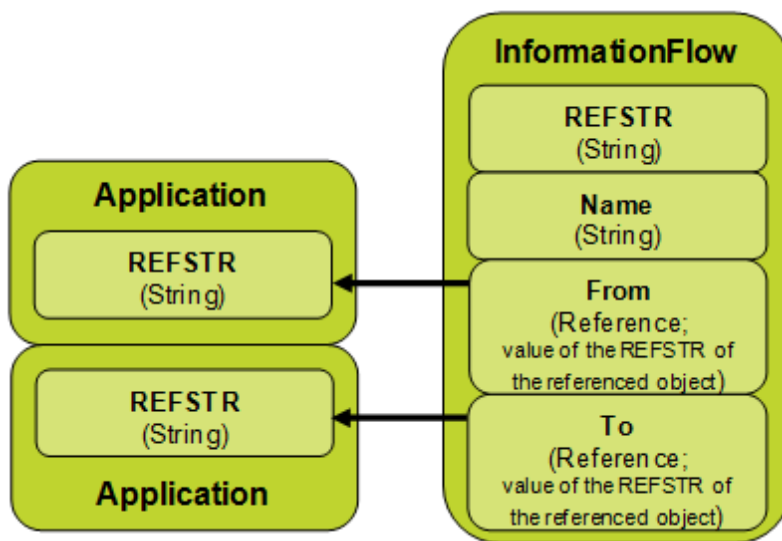 InformationFlow
REFSTR
(String)
Name
(String)
From
(Reference;
value of the REFSTR of
the referenced object)
To
(Reference;
value of the REFSTR of
the referenced object)
Application
REFSTR
(String)
REFSTR
(String)
Application